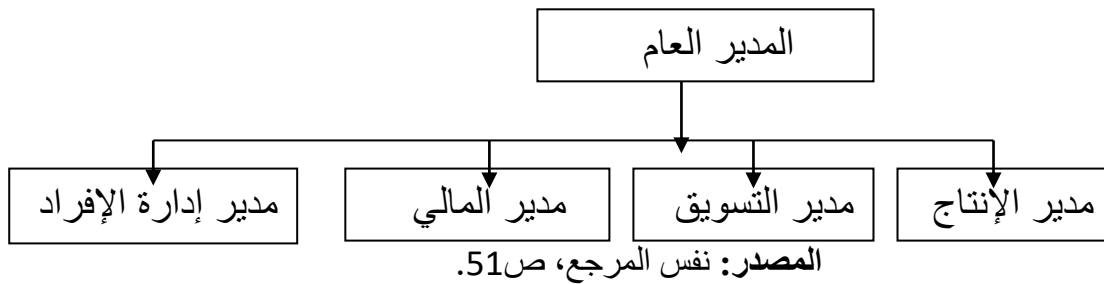 المدير العام
مدير الإنتاج
مدير التسويق
مدير المالي
مدير إدارة الإفراد
المصدر: نفس المرجع، ص51.